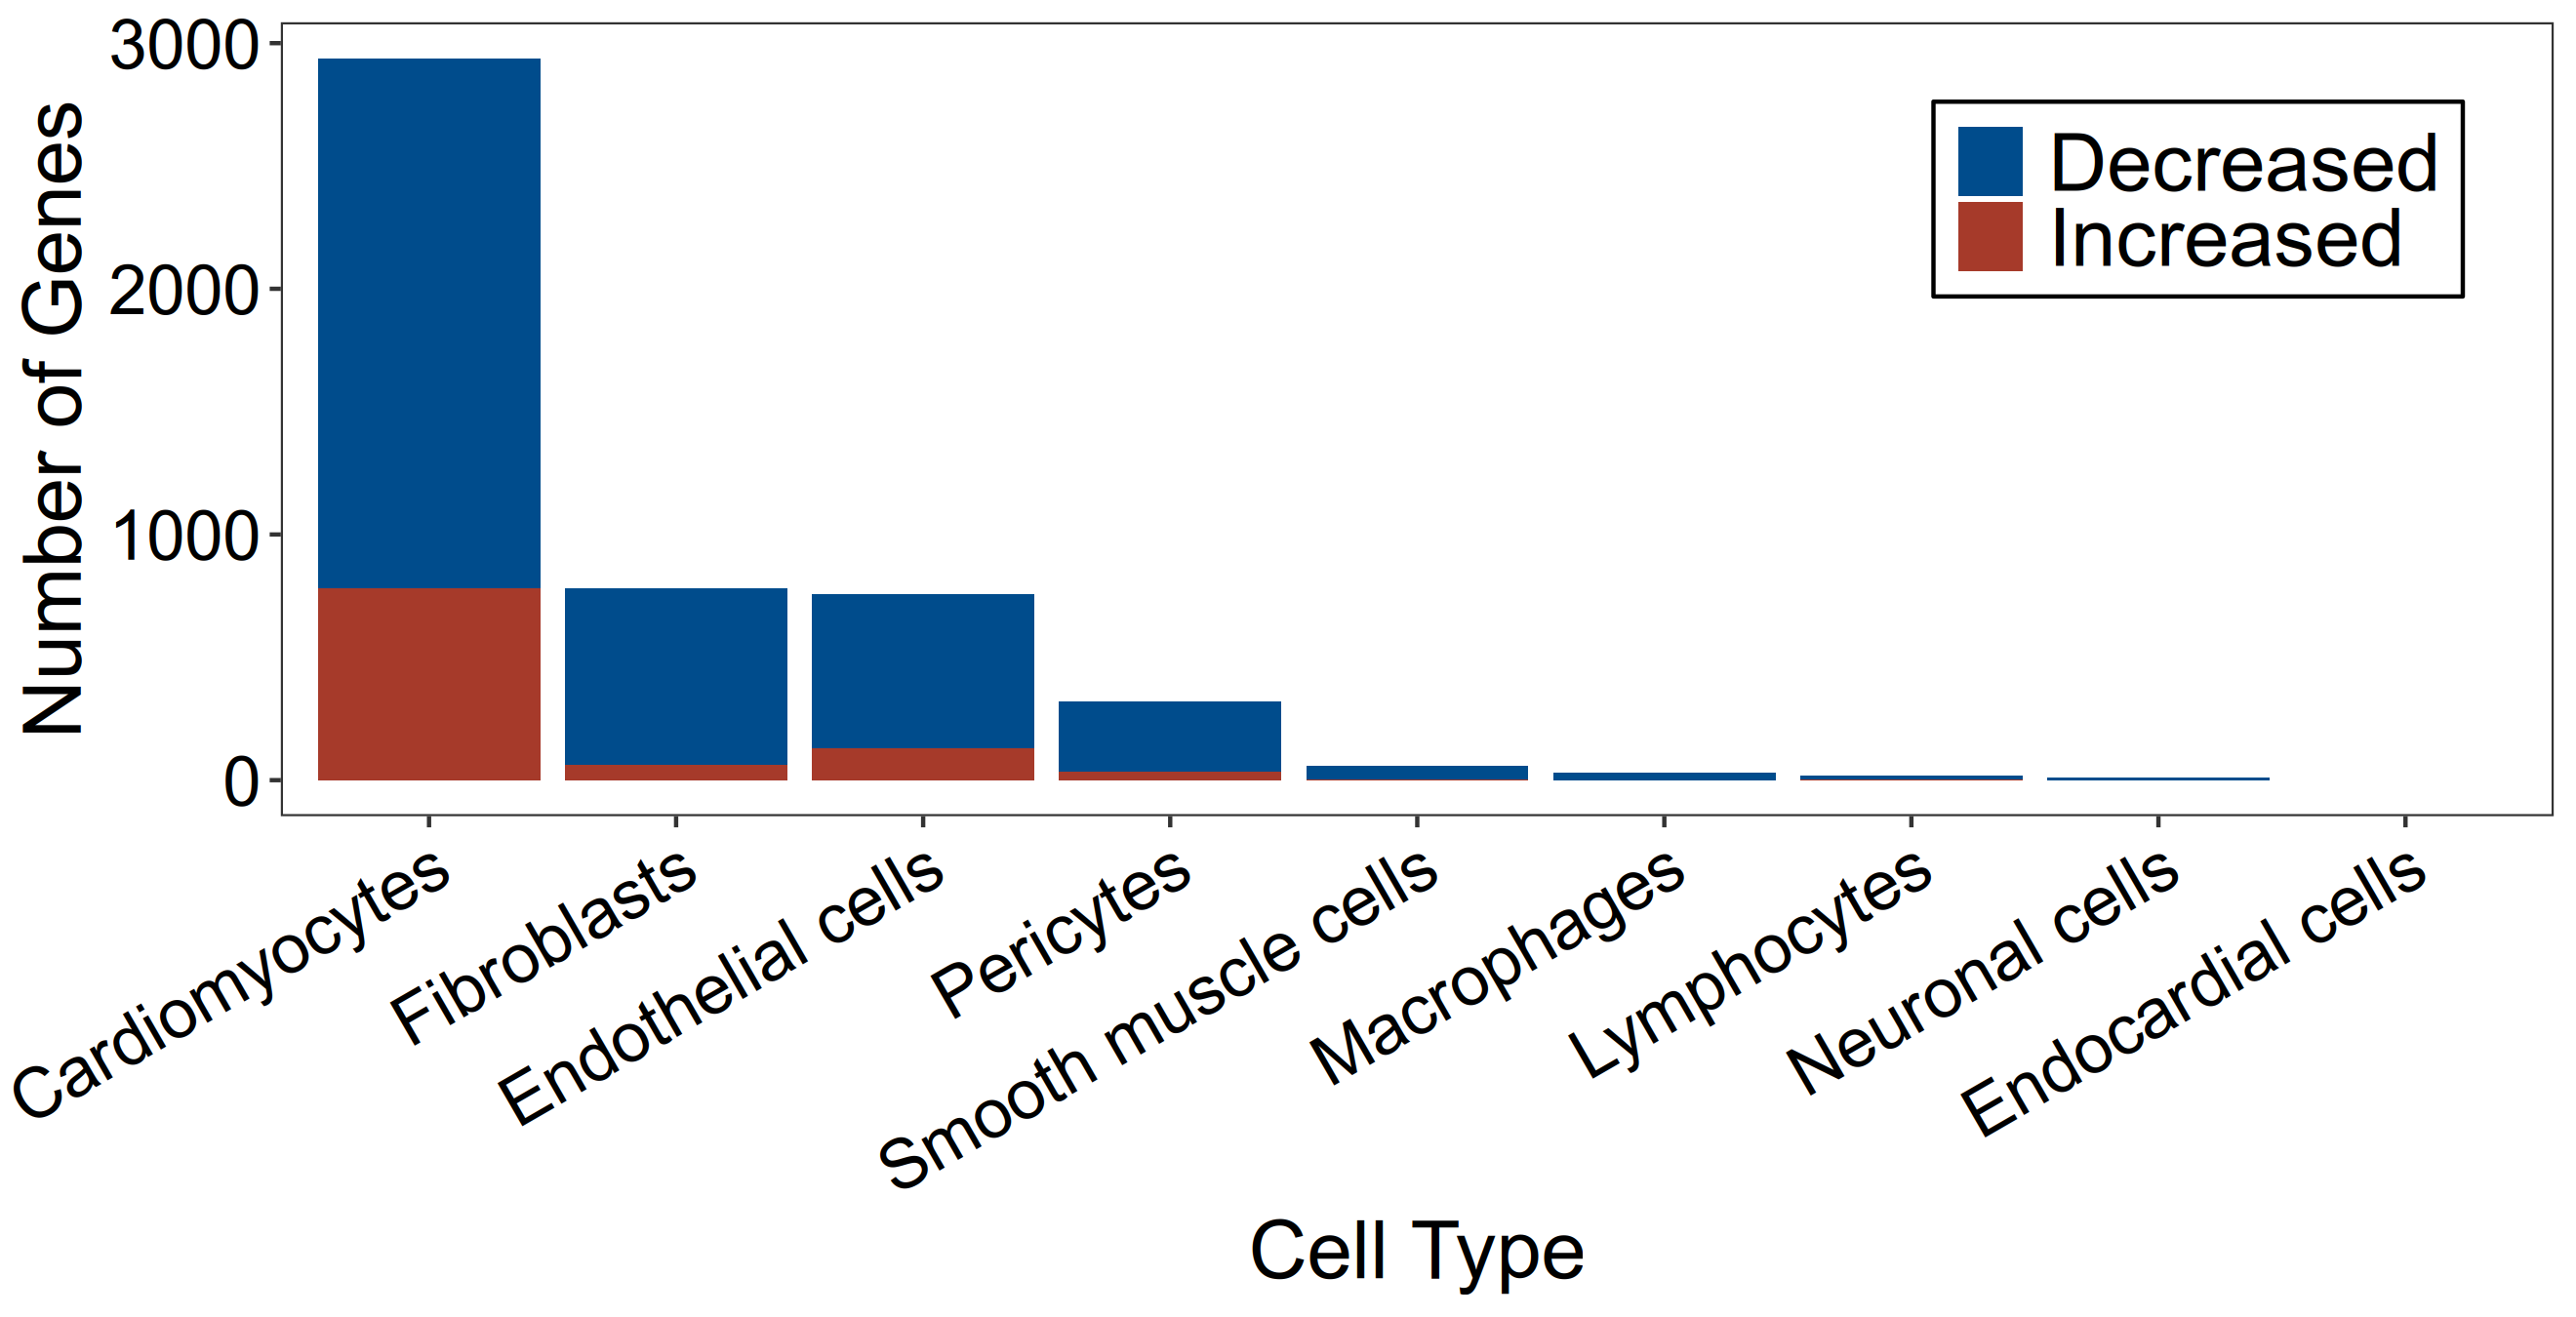 Number of Genes
3000
2000
1000
0
Decreased
Increased
Cardiomyocytes
Fibroblasts
Endothelial cells
Pericytes
Smooth muscle cells
Macrophages
Lymphocytes
Neuronal cells
Endocardial cells
Cell Type